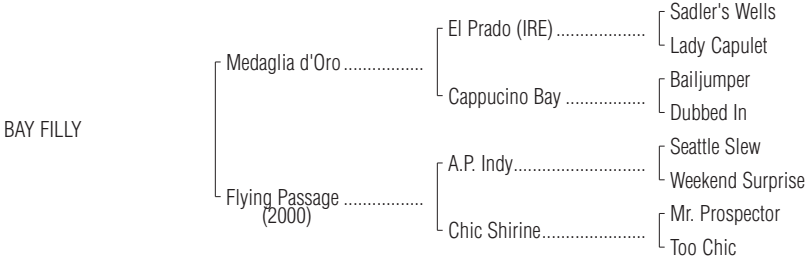 Sadler's Wells
El Prado (IRE)...................
Lady Capulet
Medaglia d'Oro.................
Bailjumper
Cappucino Bay.................
Dubbed In
BAY FILLY
Seattle Slew
A.P. Indy............................
Weekend Surprise
Flying Passage.................
(2000)
Mr. Prospector
Chic Shirine......................
Too Chic